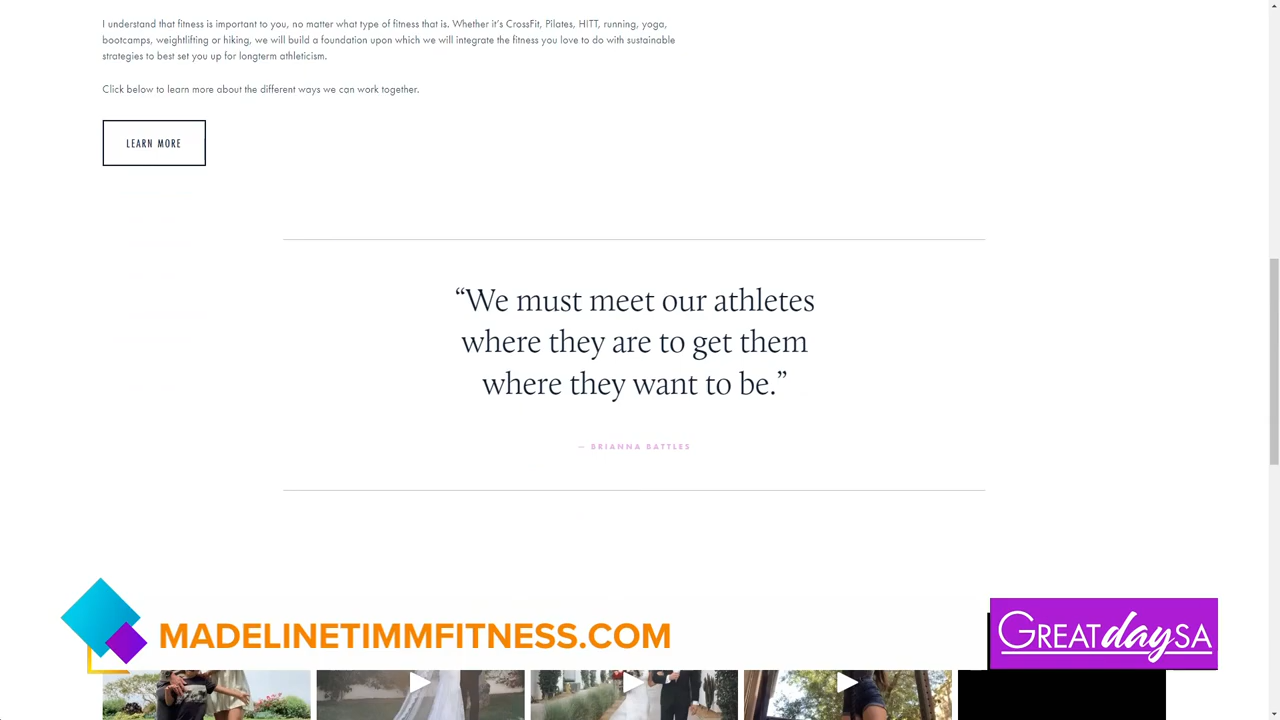 I understand that fitness is important to you, no matter what type of fitness that is. Whether it's CrossFit, Pilates, HITT, running, yoga,
bootcamps, weightlifting or hiking, we will build a foundation upon which we will integrate the fitness you love to do with sustainable
strategies to best set you up for longterm athleticism.
Click below to learn more about the different ways we can work together.
LEARN MORE
“We must meet our athletes
where they are to get them
where they want to be.”
— BRIANNA BATTLES
MADELINETIMMFITNESS.COM
GREATdaySA